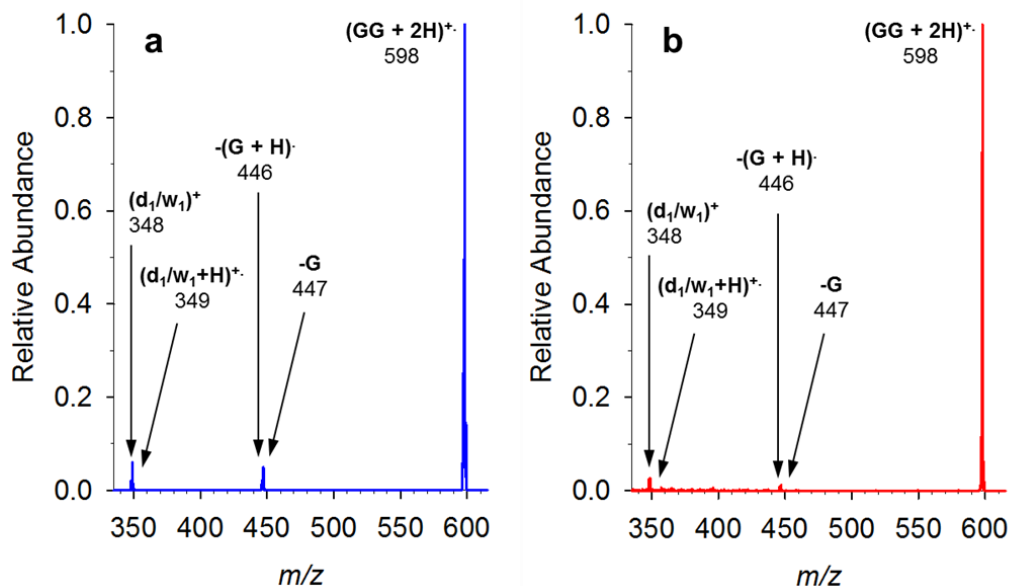 a
(GG + 2H)+·
598
-(G + H)·
446
(d1/w1)+
348
(d1/w1+H)+·
349
-G
447
Relative Abundance
1.0
0.8
0.6
0.4
0.2
0.0
350 400 450 500 550 600
m/z
b
(GG + 2H)+·
598
-(G + H)·
446
(d1/w1)+
348
(d1/w1+H)+·
349
-G
447
Relative Abundance
1.0
0.8
0.6
0.4
0.2
0.0
350 400 450 500 550 600
m/z